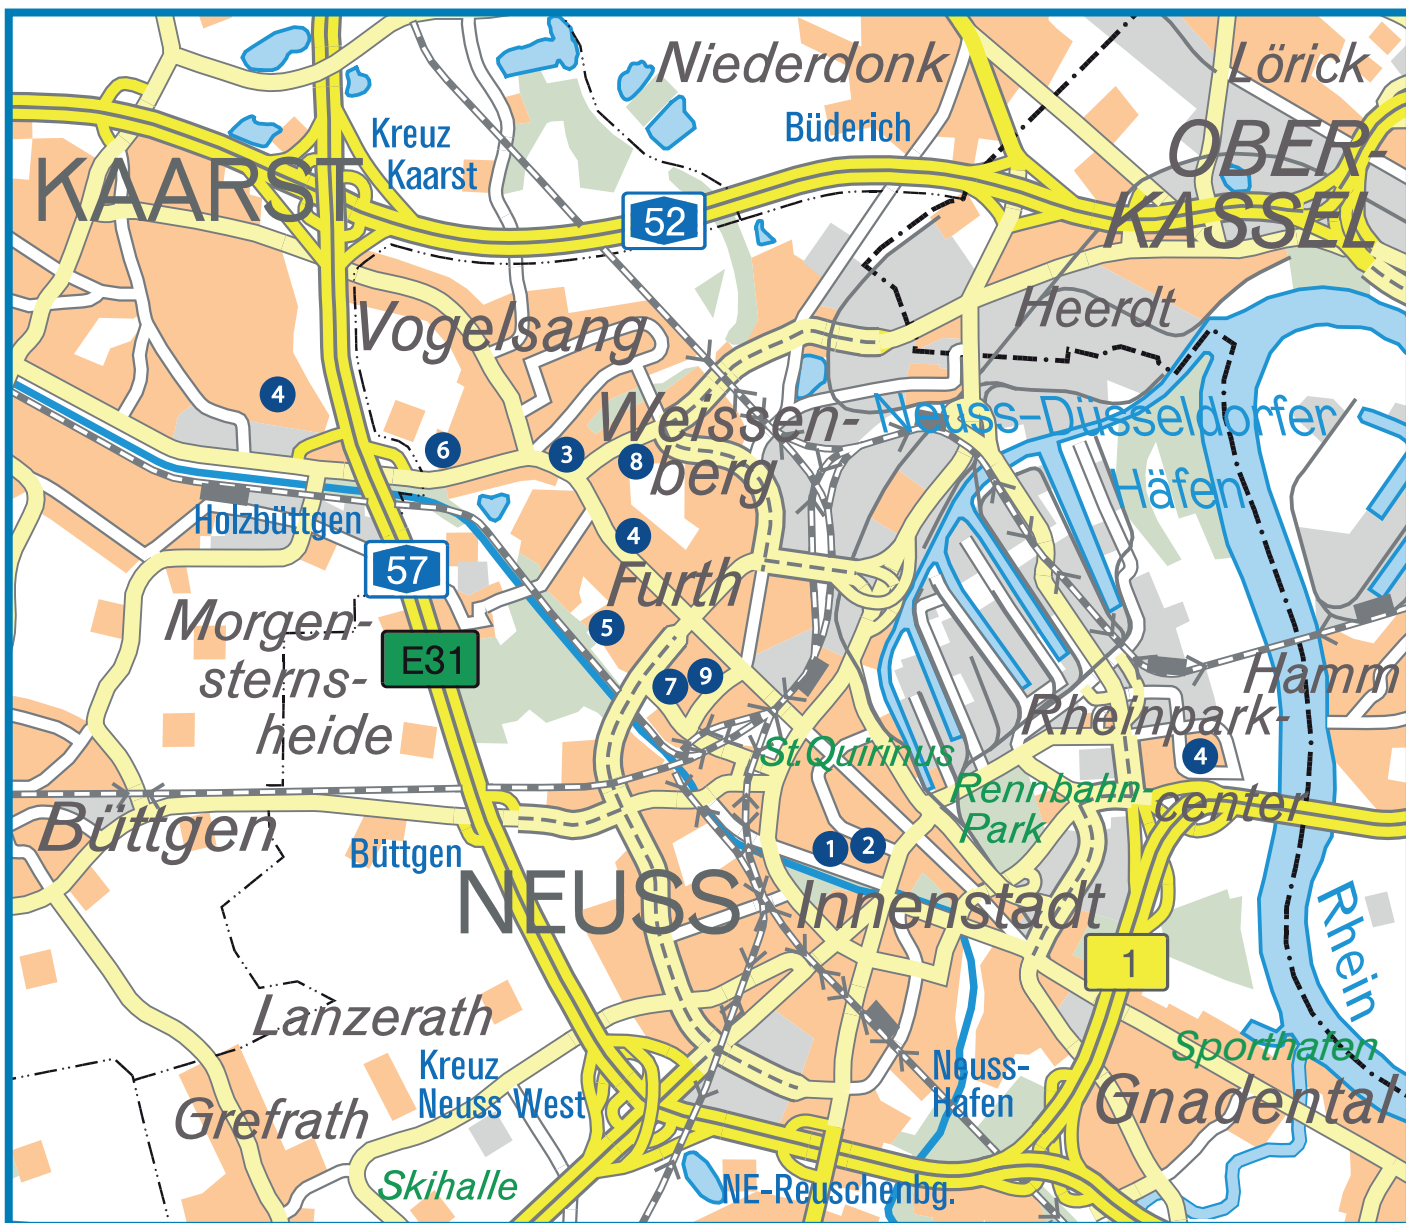 Niederdonk
Lörick
Büderich
Kreuz
Kaarst
OBER-
KASSEL
KAARST
52
Vogelsang
Heerdt
4
Weissen-
berg
Neuss-Düsseldorfer
Häfen
6
3
8
Holzbüttgen
4
57
Furth
Morgen-
sterns-
heide
5
E31
7
9
Hamm
Rheinpark-
center
4
St.Quirinus
Rennbahn-
Park
Büttgen
Büttgen
1
2
NEUSS
Innenstadt
Rhein
1
Lanzerath
Sporthafen
Kreuz
Neuss West
Neuss-
Hafen
Gnadental
Grefrath
Skihalle
NE-Reuschenbg.